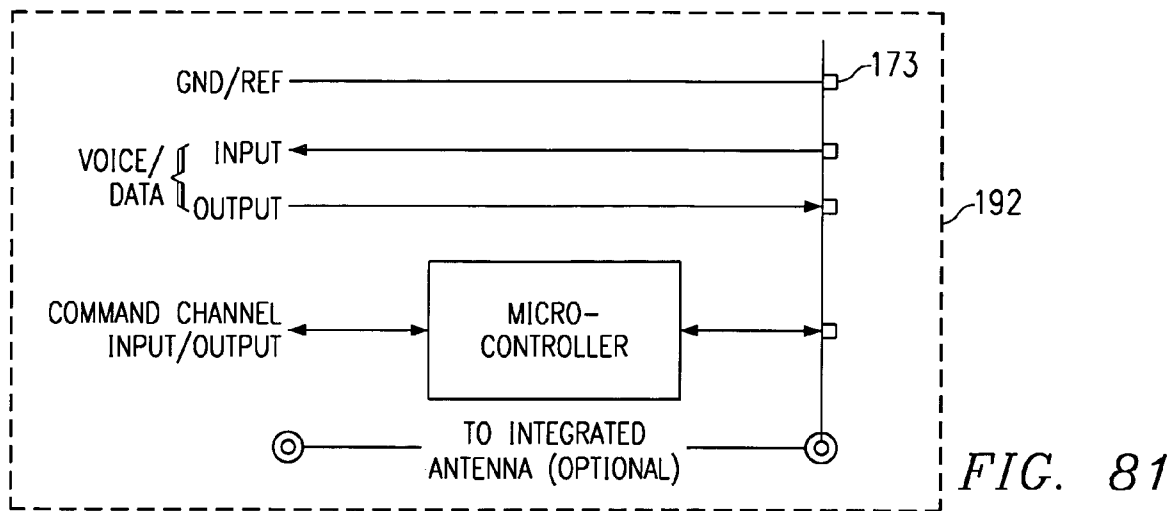 GND/REF
173
VOICE/
DATA
INPUT
OUTPUT
192
COMMAND CHANNEL
INPUT/OUTPUT
MICRO-
CONTROLLER
TO INTEGRATED
ANTENNA (OPTIONAL)
FIG. 81